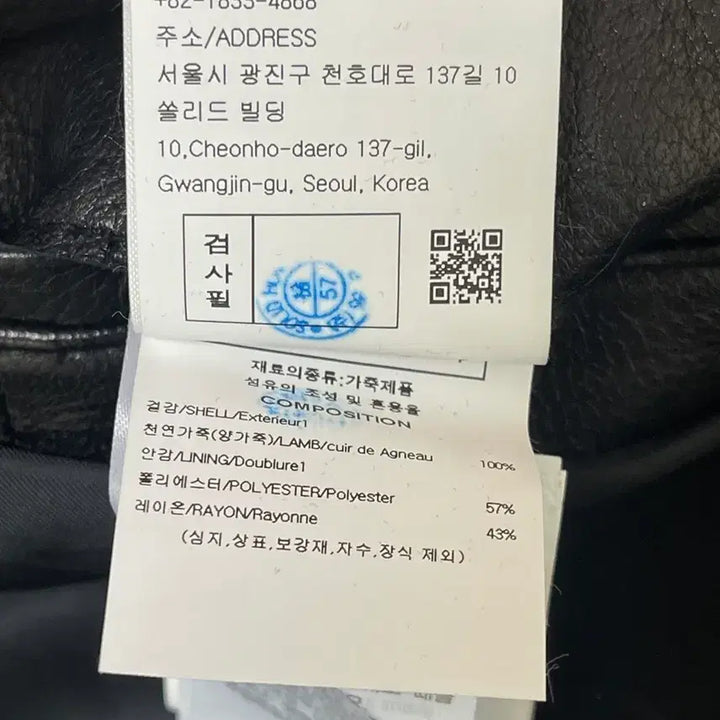 +82-1833-4868
주소/ADDRESS
서울시 광진구 천호대로 137길 10
쏠리드 빌딩
10,Cheonho-daero 137-gil,
Gwangjin-gu, Seoul, Korea
검
사
필
57
재료의종류:가죽제품
섬유의 조성 및 혼용율
COMPOSITION
겉감/SHELL/Exterieur1
천연가죽(양가죽)/LAMB/cuir de Agneau 100%
안감/LINING/Doublure1
폴리에스터/POLYESTER/Polyester 57%
레이온/RAYON/Rayonne 43%
(심지,상표,보강재,자수,장식 제외)